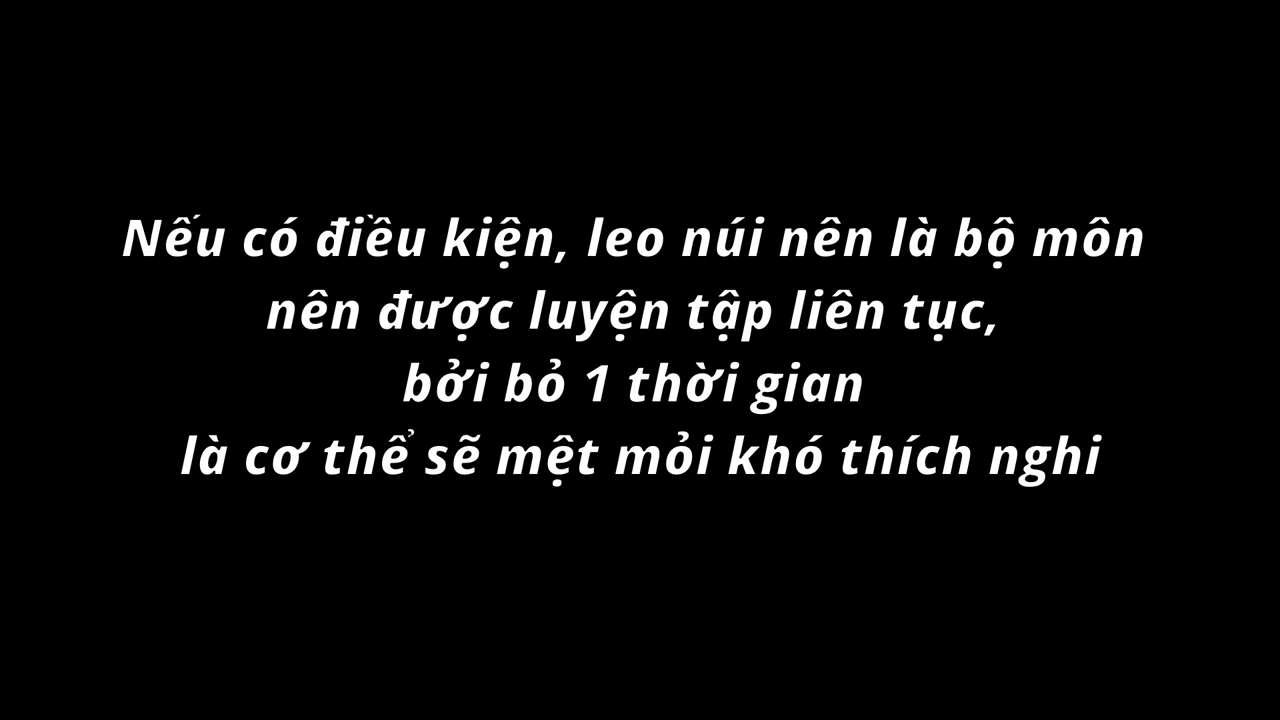 Nếu có điều kiện, leo núi nên là bộ môn
nên được luyện tập liên tục,
bởi bỏ 1 thời gian
là cơ thể sẽ mệt mỏi khó thích nghi